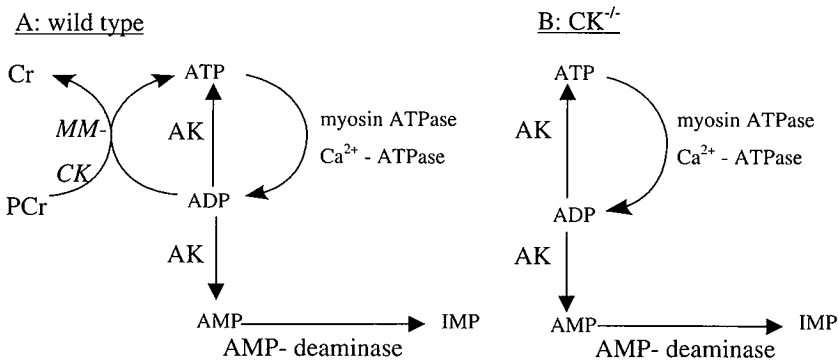 A: wild type
Cr
ATP
MM-
AK
myosin ATPase
Ca2+ - ATPase
CK
PCr
ADP
AK
AMP
IMP
AMP- deaminase
B: CK-/-
ATP
AK
myosin ATPase
Ca2+ - ATPase
ADP
AK
AMP
IMP
AMP- deaminase